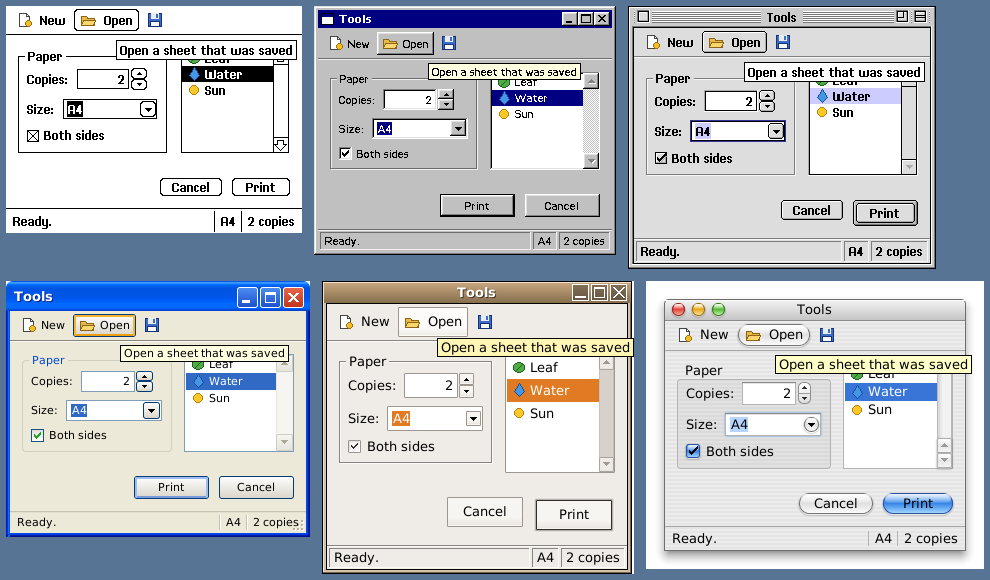 New Open
Open a sheet that was saved
Paper
Leaf
Copies: 2
Water
Sun
Size: A4
Both sides
Cancel Print
Ready. A4 2 copies
Tools
New Open
Open a sheet that was saved
Paper
Leaf
Copies: 2
Water
Sun
Size: A4
Both sides
Print Cancel
Ready. A4 2 copies
Tools
New Open
Open a sheet that was saved
Paper
Leaf
Copies: 2
Water
Sun
Size: A4
Both sides
Cancel Print
Ready. A4 2 copies
Tools
New Open
Open a sheet that was saved
Paper
Leaf
Copies: 2
Water
Sun
Size: A4
Both sides
Print Cancel
Ready. A4 2 copies
Tools
New Open
Open a sheet that was saved
Paper
Leaf
Copies: 2
Water
Size: A4
Sun
Both sides
Cancel Print
Ready. A4 2 copies
Tools
New Open
Open a sheet that was saved
Paper
Leaf
Copies: 2
Water
Sun
Size: A4
Both sides
Cancel Print
Ready. A4 2 copies